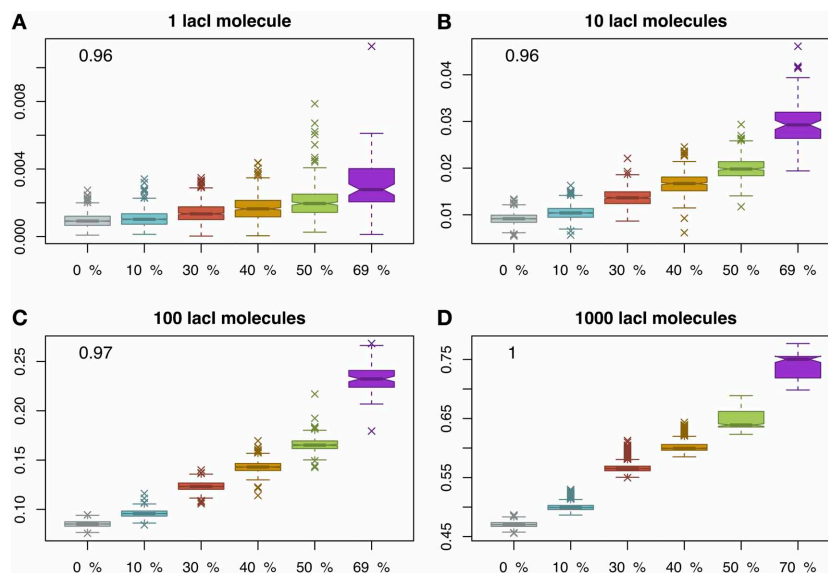 A 1 lacI molecule
0.96
0.008
0.004
0.000
0 % 10 % 30 % 40 % 50 % 69 %
B 10 lacI molecules
0.96
0.04
0.03
0.02
0.01
0 % 10 % 30 % 40 % 50 % 69 %
C 100 lacI molecules
0.97
0.25
0.20
0.15
0.10
0 % 10 % 30 % 40 % 50 % 69 %
D 1000 lacI molecules
1
0.75
0.65
0.55
0.45
0 % 10 % 30 % 40 % 50 % 70 %